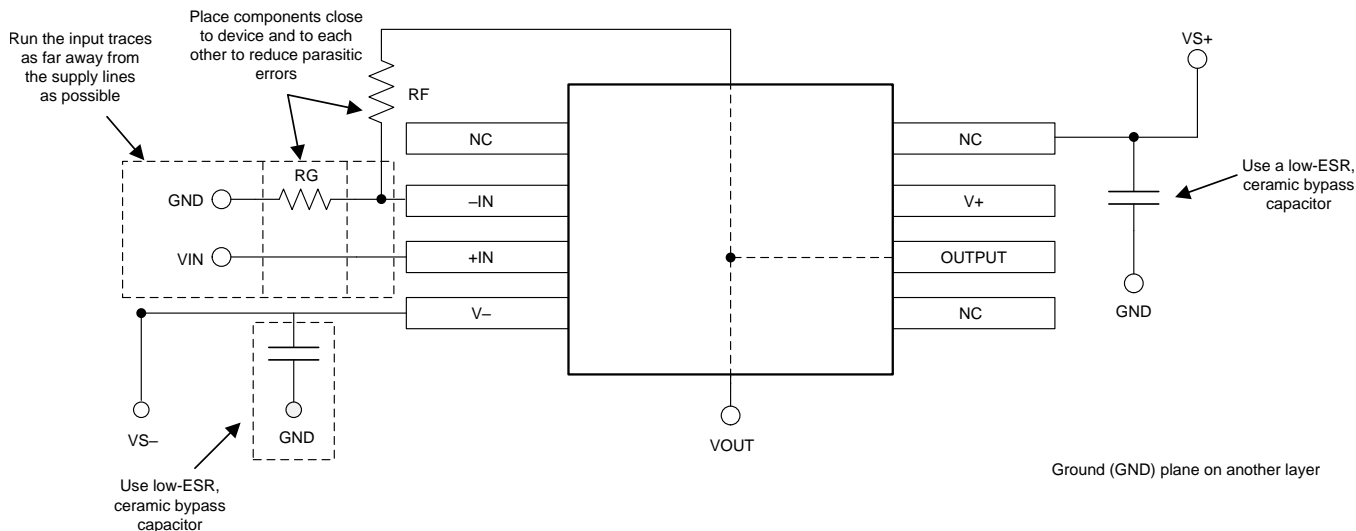 Place components close
to device and to each
other to reduce parasitic
errors
Run the input traces
as far away from
the supply lines
as possible
VS+
RF
NC
NC
Use a low-ESR,
ceramic bypass
capacitor
RG
GND
–IN
V+
VIN
+IN
OUTPUT
GND
V–
NC
VS–
GND
VOUT
Ground (GND) plane on another layer
Use low-ESR,
ceramic bypass
capacitor